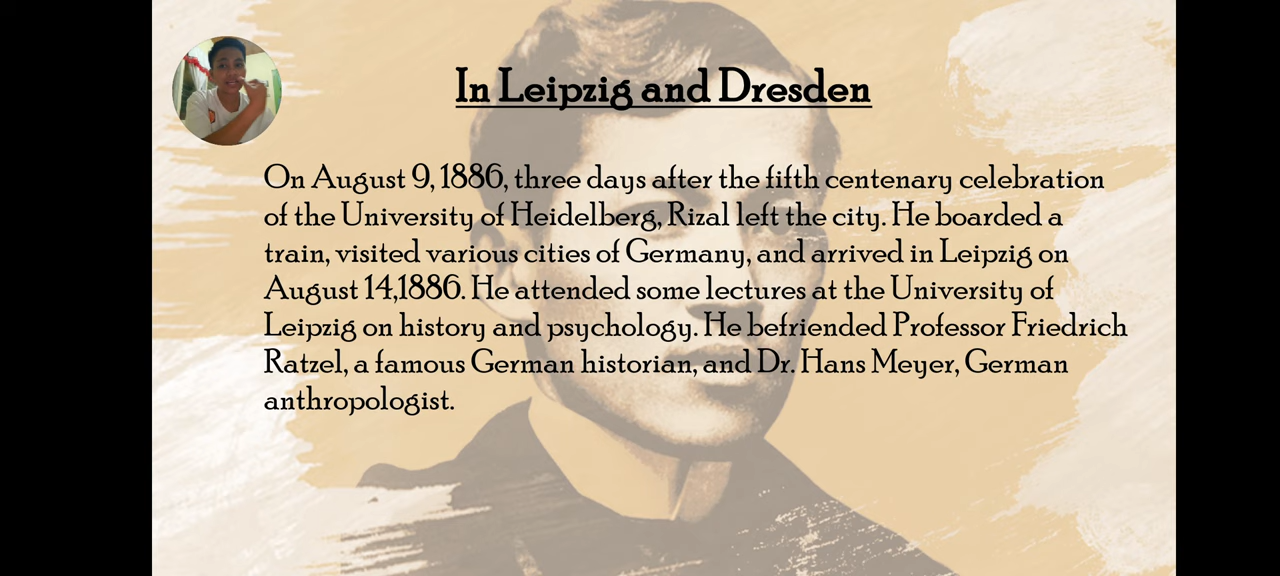 In Leipzig and Dresden
On August 9, 1886, three days after the fifth centenary celebration
of the University of Heidelberg, Rizal left the city. He boarded a
train, visited various cities of Germany, and arrived in Leipzig on
August 14,1886. He attended some lectures at the University of
Leipzig on history and psychology. He befriended Professor Friedrich
Ratzel, a famous German historian, and Dr. Hans Meyer, German
anthropologist.